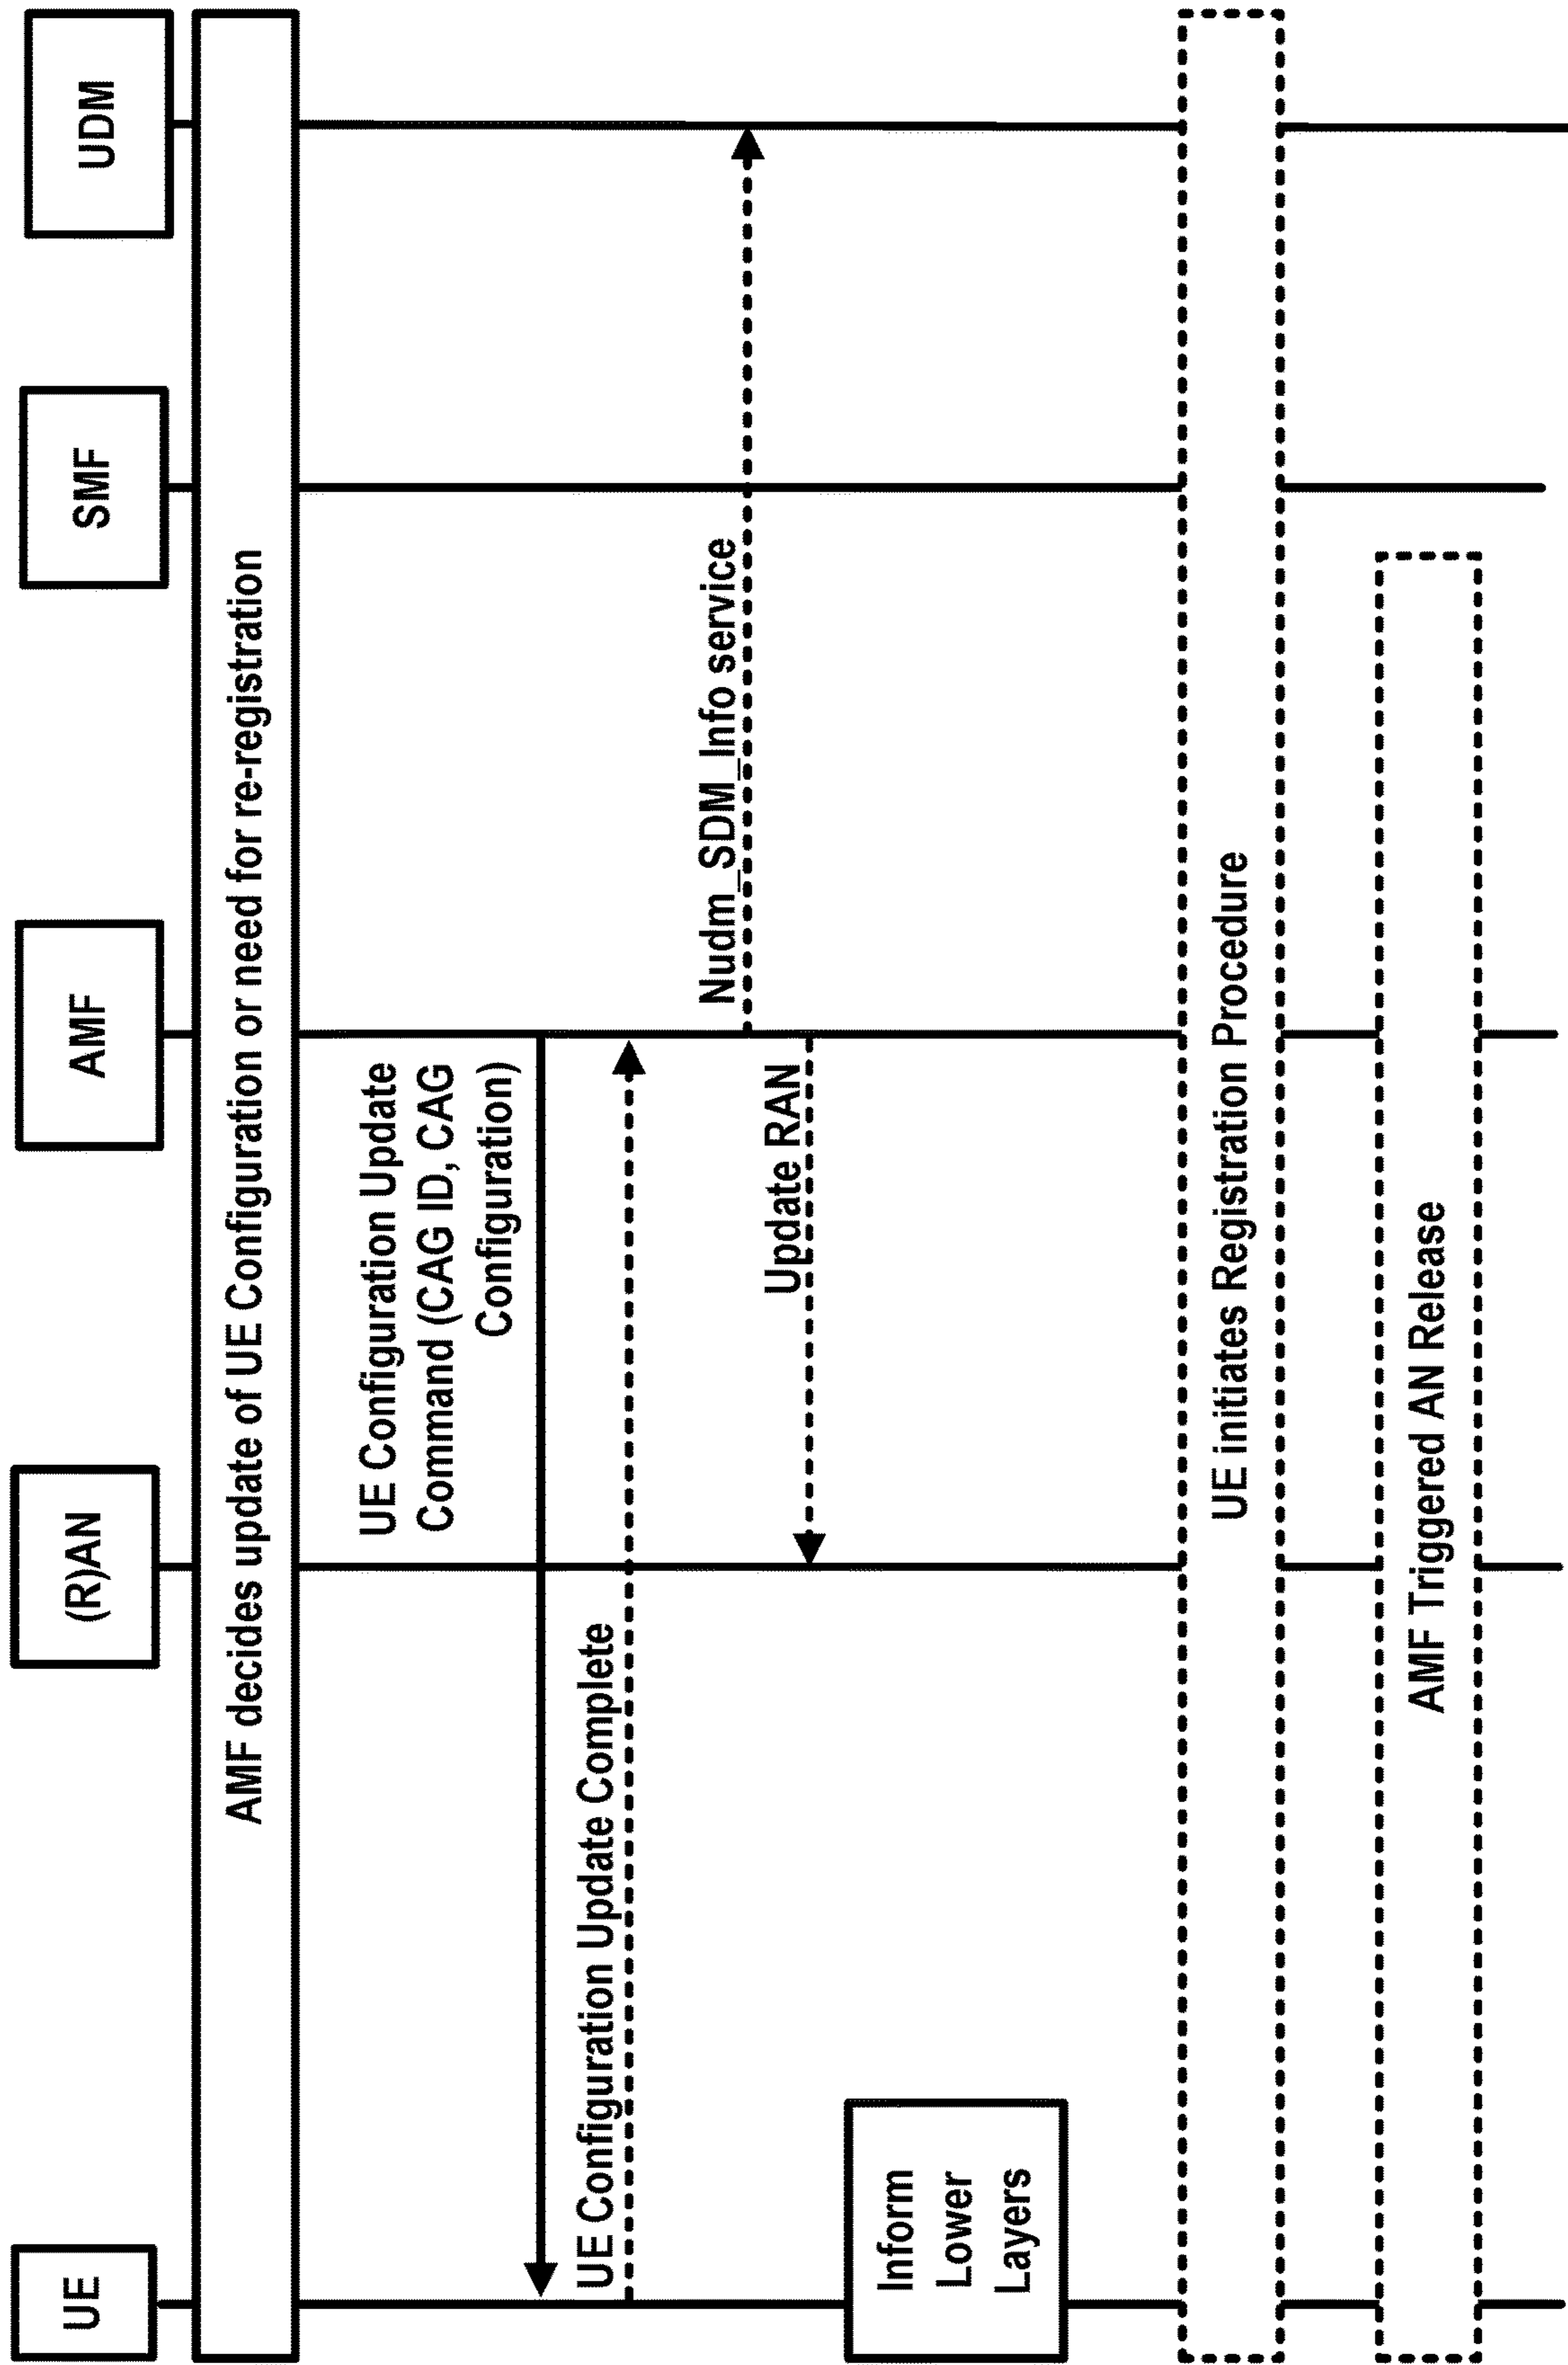 UE
(R)AN
AMF
SMF
UDM
AMF decides update of UE Configuration or need for re-registration
UE Configuration Update
Command (CAG ID, CAG
Configuration)
UE Configuration Update Complete
Nudm_SDM_Info service
Update RAN
Inform
Lower
Layers
UE initiates Registration Procedure
AMF Triggered AN Release